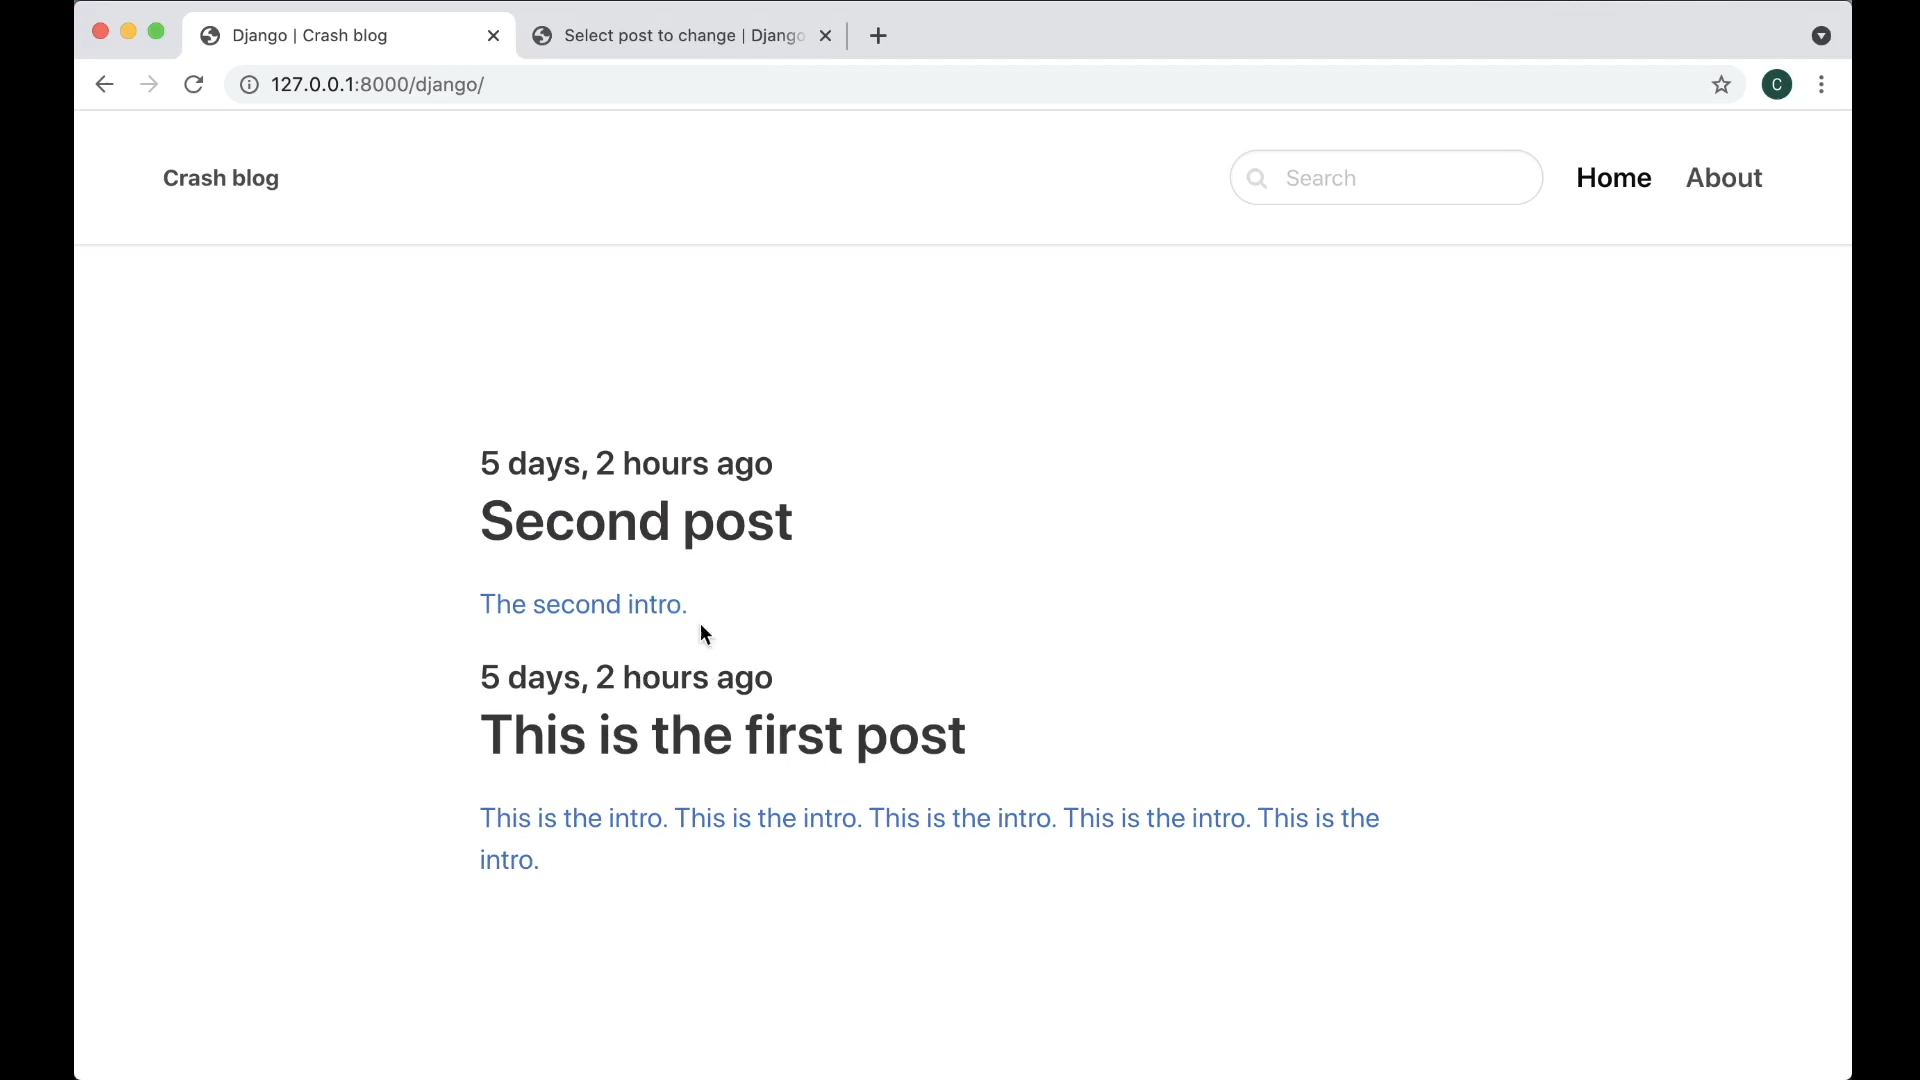 Django | Crash blog
Select post to change | Django
127.0.0.1:8000/django/
C
Crash blog
Search
Home
About
5 days, 2 hours ago
Second post
The second intro.
5 days, 2 hours ago
This is the first post
This is the intro. This is the intro. This is the intro. This is the intro. This is the
intro.